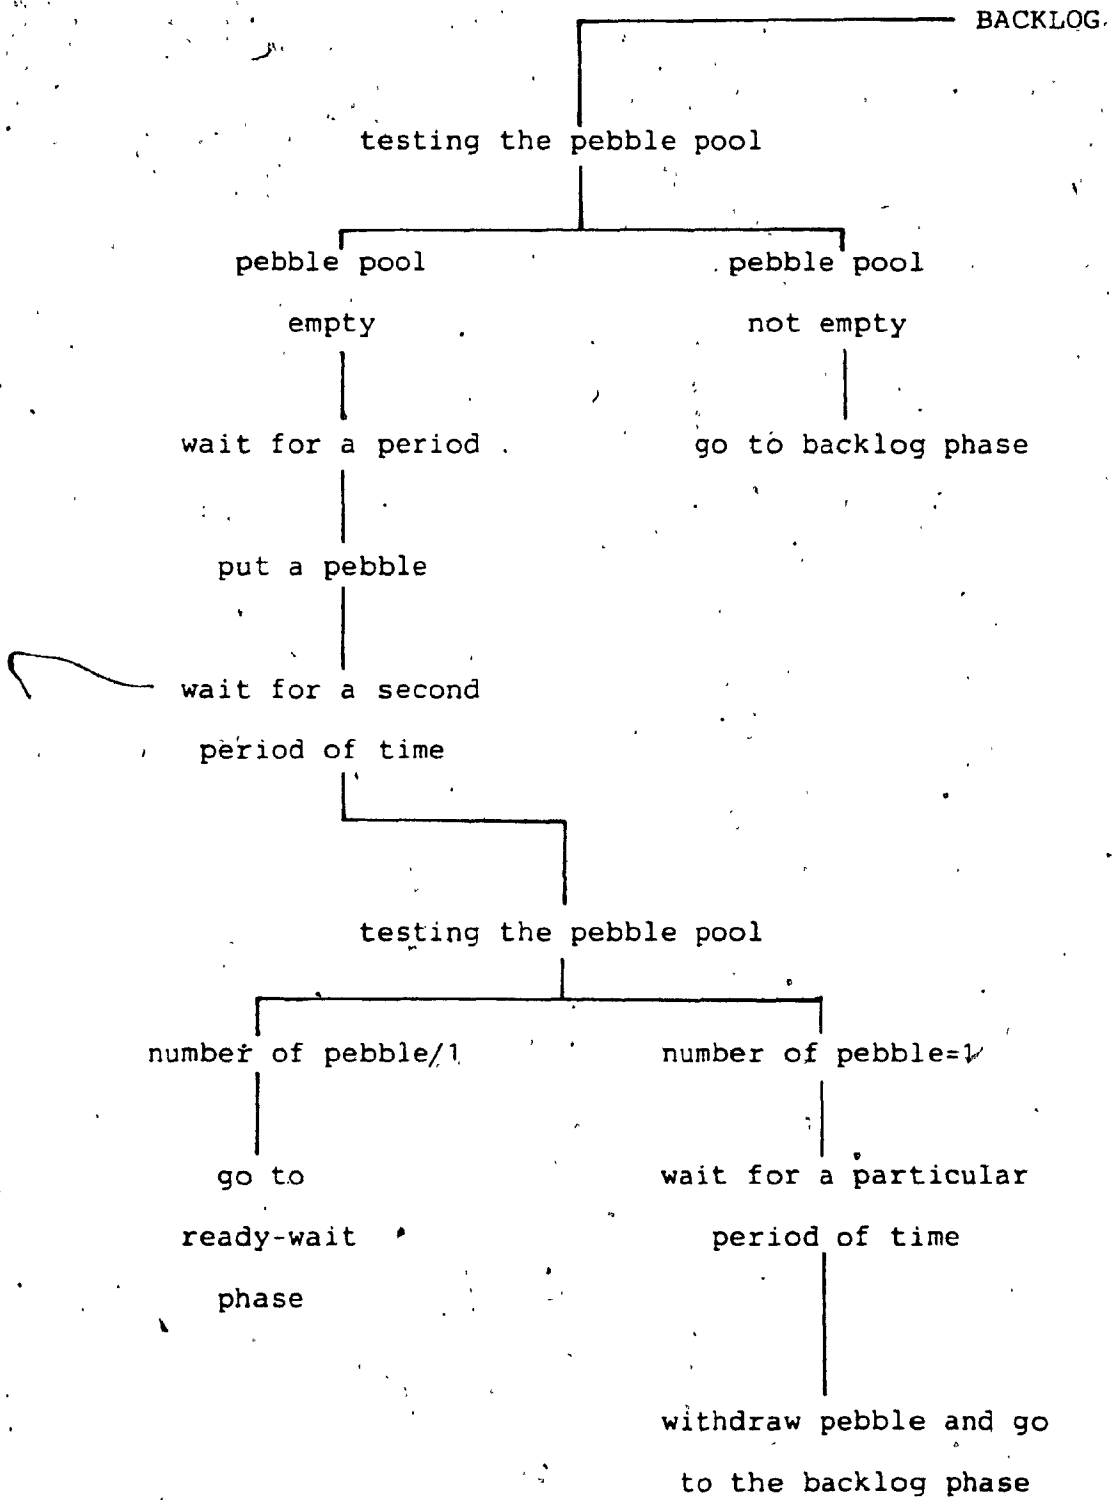 BACKLOG
testing the pebble pool
pebble pool
empty
pebble pool
not empty
wait for a period
go to backlog phase
put a pebble
wait for a second
period of time
testing the pebble pool
number of pebble/1
number of pebble=1
go to
ready-wait
phase
wait for a particular
period of time
withdraw pebble and go
to the backlog phase